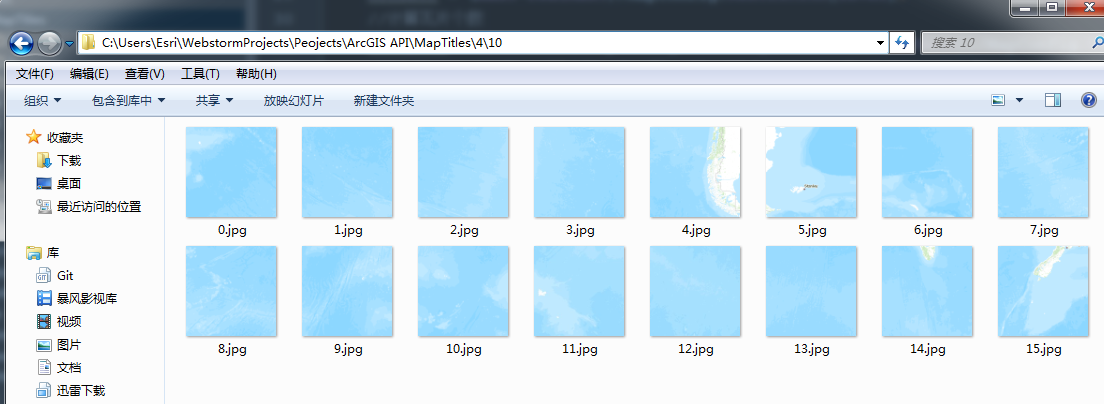 C:\Users\Esri\WebstormProjects\Peojects\ArcGIS API\MapTitles\4\10
搜索 10
文件(F) 编辑(E) 查看(V) 工具(T) 帮助(H)
组织 包含到库中 共享 放映幻灯片 新建文件夹
收藏夹
下载
桌面
最近访问的位置
库
Git
暴风影视库
视频
图片
文档
迅雷下载
0.jpg 1.jpg 2.jpg 3.jpg 4.jpg 5.jpg 6.jpg 7.jpg
8.jpg 9.jpg 10.jpg 11.jpg 12.jpg 13.jpg 14.jpg 15.jpg